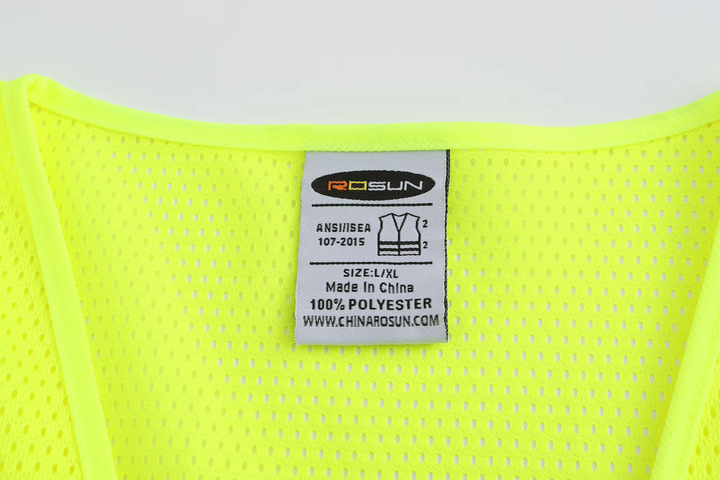 ROSUN
ANSI/ISEA
107-2015
2
2
SIZE:L/XL
Made In China
100% POLYESTER
WWW.CHINAROSUN.COM